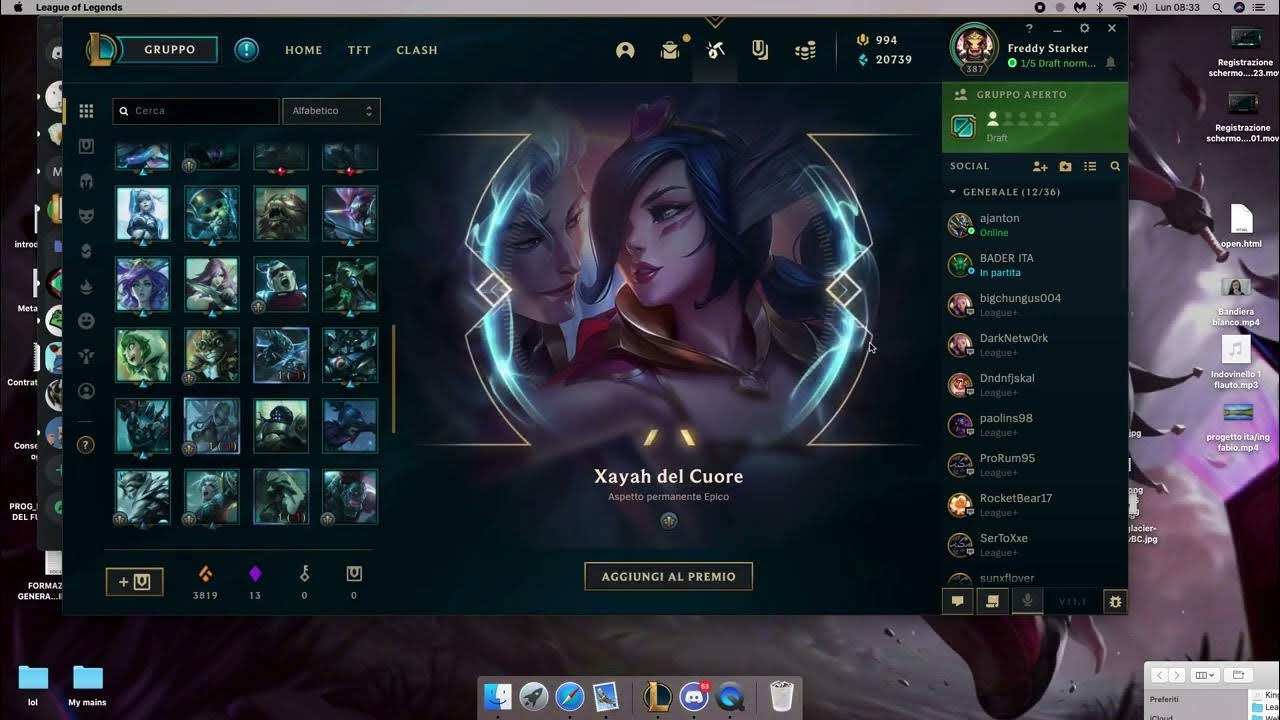 League of Legends
Lun 08:33
GRUPPO
HOME
TFT
CLASH
994
20739
Freddy Starker
1/5 Draft norm...
387
Cerca
Alfabetico
GRUPPO APERTO
Draft
SOCIAL
GENERALE (12/36)
ajanton
Online
BADER ITA
In partita
bigchungus004
League+
DarkNetw0rk
League+
Dndnfjskal
League+
paolins98
League+
ProRum95
League+
RocketBear17
League+
SerToXxe
League+
sunxflover
V11.1
Xayah del Cuore
Aspetto permanente Epico
AGGIUNGI AL PREMIO
3819
13
0
0
Registrazione
schermo....23.mov
Registrazione
schermo....01.mov
open.html
Bandiera
bianco.mp4
Indovinello 1
flauto.mp3
progetto ita/ing
fabio.mp4
introd
Meta
Contrat
Conse
PROG_
DEL FU
FORMAZ
GENERA...
lol
My mains
53
Preferiti
iCloud